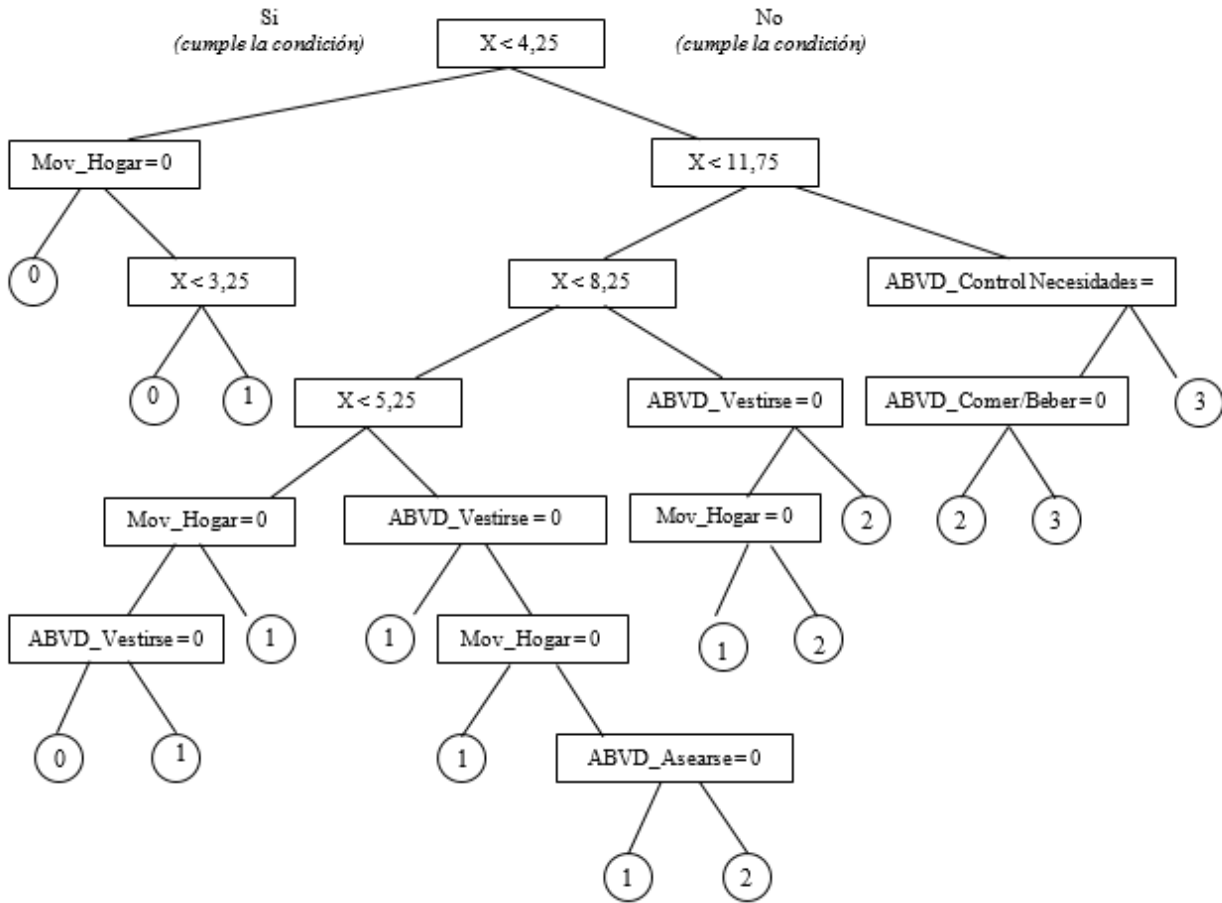 Si
(cumple la condición)
No
(cumple la condición)
X < 4,25
Mov_Hogar = 0
X < 11,75
0
X < 3,25
X < 8,25
ABVD_Control Necesidades =
0
1
X < 5,25
ABVD_Vestirse = 0
ABVD_Comer/Beber = 0
3
Mov_Hogar = 0
ABVD_Vestirse = 0
Mov_Hogar = 0
2
2
3
ABVD_Vestirse = 0
1
1
Mov_Hogar = 0
1
2
0
1
1
ABVD_Asearse = 0
1
2